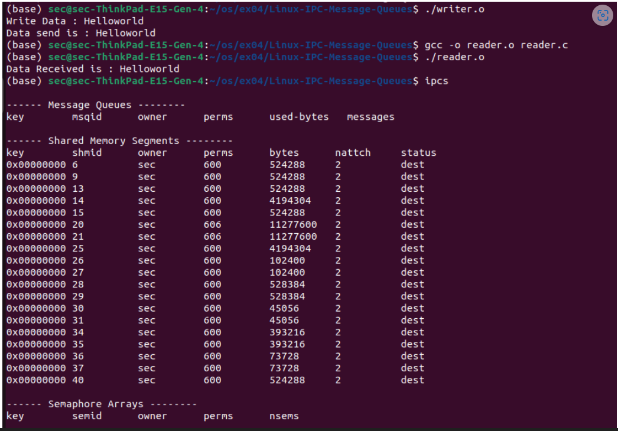 (base) sec@sec-ThinkPad-E15-Gen-4:~/os/ex04/Linux-IPC-Message-Queues$ ./writer.o
Write Data : Helloworld
Data send is : Helloworld
(base) sec@sec-ThinkPad-E15-Gen-4:~/os/ex04/Linux-IPC-Message-Queues$ gcc -o reader.o reader.c
(base) sec@sec-ThinkPad-E15-Gen-4:~/os/ex04/Linux-IPC-Message-Queues$ ./reader.o
Data Received is : Helloworld
(base) sec@sec-ThinkPad-E15-Gen-4:~/os/ex04/Linux-IPC-Message-Queues$ ipcs
------ Message Queues --------
key msqid owner perms used-bytes messages
------ Shared Memory Segments --------
key shmid owner perms bytes nattch status
0x00000000 6 sec 600 524288 2 dest
0x00000000 9 sec 600 524288 2 dest
0x00000000 13 sec 600 524288 2 dest
0x00000000 14 sec 600 4194304 2 dest
0x00000000 15 sec 600 524288 2 dest
0x00000000 20 sec 606 11277600 2 dest
0x00000000 21 sec 606 11277600 2 dest
0x00000000 25 sec 600 4194304 2 dest
0x00000000 26 sec 600 102400 2 dest
0x00000000 27 sec 600 102400 2 dest
0x00000000 28 sec 600 528384 2 dest
0x00000000 29 sec 600 528384 2 dest
0x00000000 30 sec 600 45056 2 dest
0x00000000 31 sec 600 45056 2 dest
0x00000000 34 sec 600 393216 2 dest
0x00000000 35 sec 600 393216 2 dest
0x00000000 36 sec 600 73728 2 dest
0x00000000 37 sec 600 73728 2 dest
0x00000000 40 sec 600 524288 2 dest
------ Semaphore Arrays --------
key semid owner perms nsems